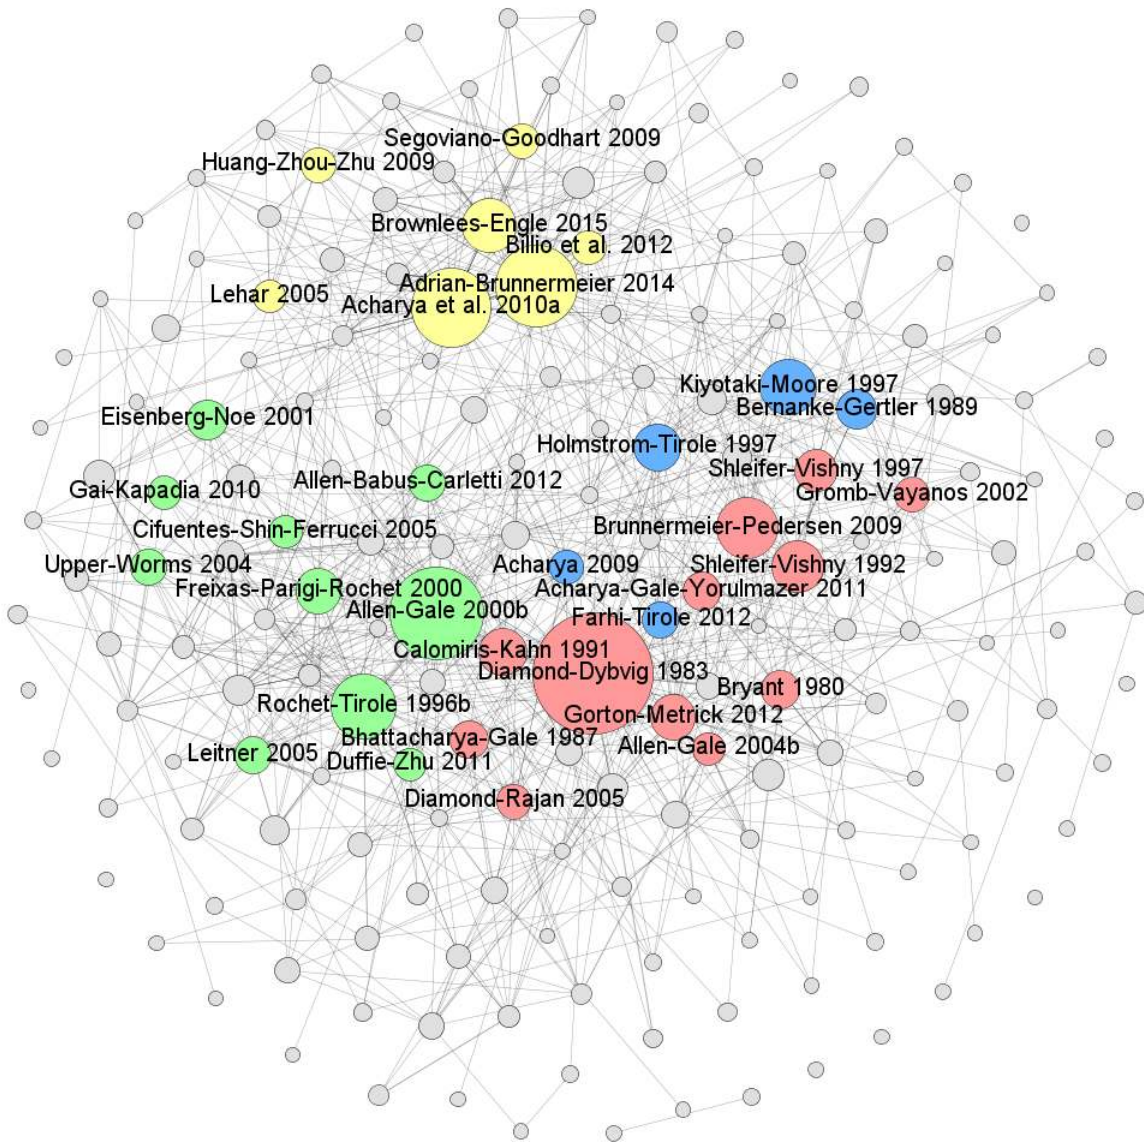 Segoviano-Goodhart 2009
Huang-Zhou-Zhu 2009
Brownlees-Engle 2015
Billio et al. 2012
Adrian-Brunnermeier 2014
Lehar 2005
Acharya et al. 2010a
Kiyotaki-Moore 1997
Bernanke-Gertler 1989
Eisenberg-Noe 2001
Holmstrom-Tirole 1997
Shleifer-Vishny 1997
Allen-Babus-Carletti 2012
Gai-Kapadia 2010
Gromb-Vayanos 2002
Cifuentes-Shin-Ferrucci 2005
Brunnermeier-Pedersen 2009
Upper-Worms 2004
Acharya 2009
Shleifer-Vishny 1992
Freixas-Parigi-Rochet 2000
Acharya-Gale-Yorulmazer 2011
Allen-Gale 2000b
Farhi-Tirole 2012
Calomiris-Kahn 1991
Diamond-Dybvig 1983
Bryant 1980
Rochet-Tirole 1996b
Gorton-Metrick 2012
Bhattacharya-Gale 1987
Allen-Gale 2004b
Leitner 2005
Duffie-Zhu 2011
Diamond-Rajan 2005